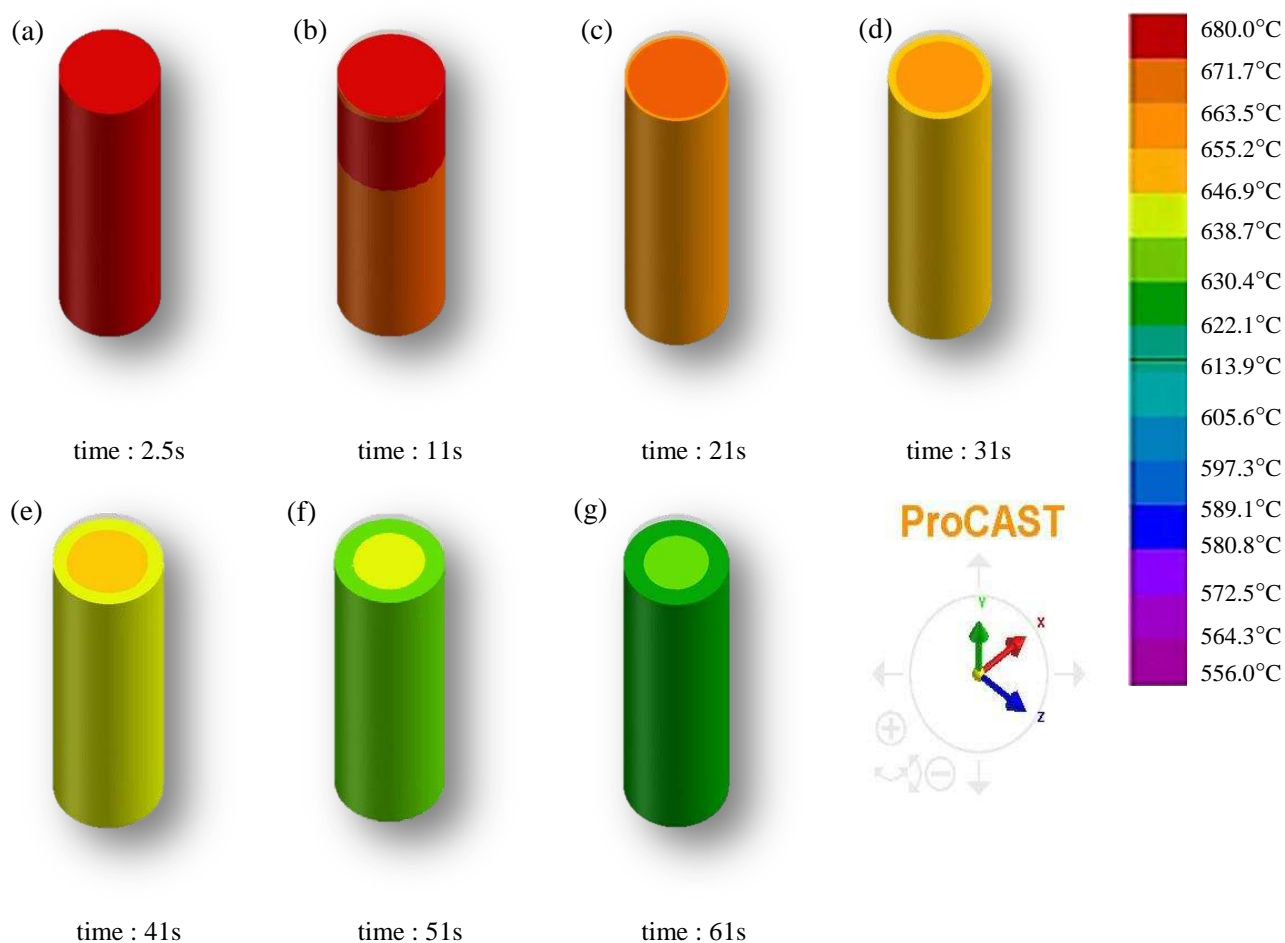 (a)
(b)
(c)
(d)
time : 2.5s
time : 11s
time : 21s
time : 31s
(e)
(f)
(g)
time : 41s
time : 51s
time : 61s
680.0°C
671.7°C
663.5°C
655.2°C
646.9°C
638.7°C
630.4°C
622.1°C
613.9°C
605.6°C
597.3°C
589.1°C
580.8°C
572.5°C
564.3°C
556.0°C
ProCAST
Y
X
Z